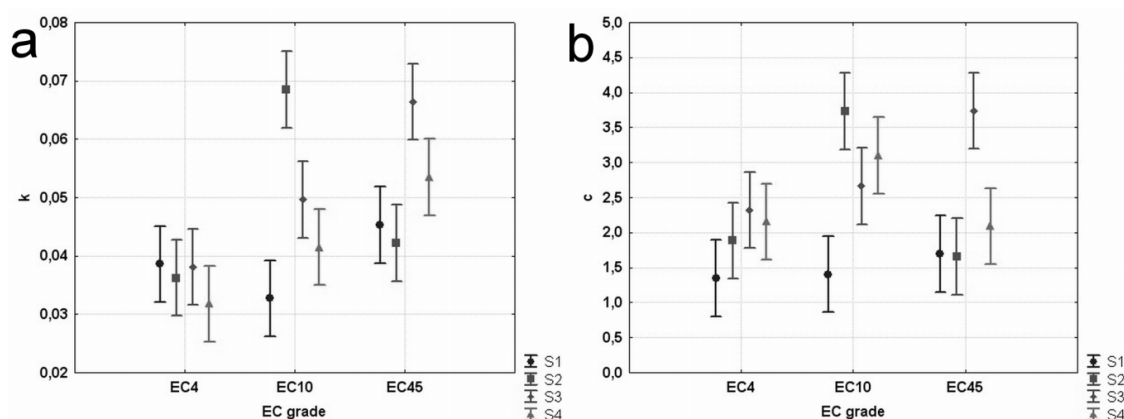 a
0,08
0,07
0,06
0,05
0,04
0,03
0,02
k
EC4 EC10 EC45
EC grade
S1
S2
S3
S4
b
5,0
4,5
4,0
3,5
3,0
2,5
2,0
1,5
1,0
0,5
0,0
c
EC4 EC10 EC45
EC grade
S1
S2
S3
S4